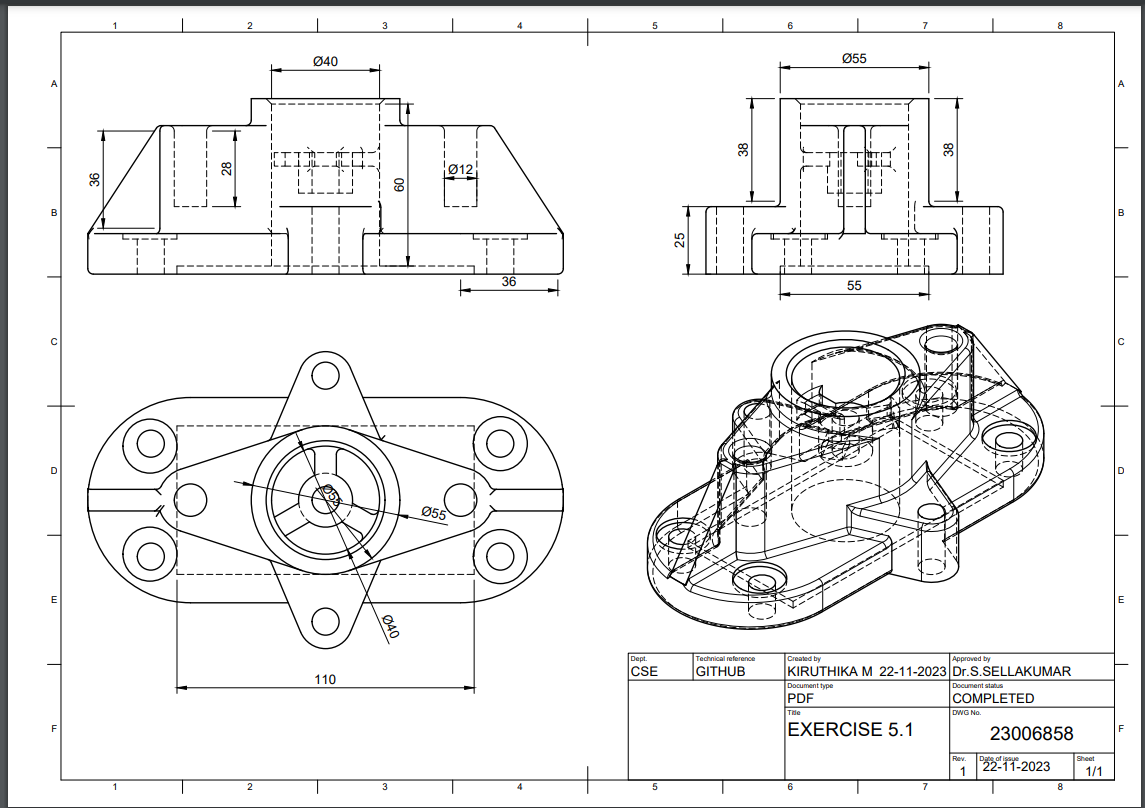 1 2 3 4 5 6 7 8
A A
B B
C C
D D
E E
F F
Ø40
36
28
60
Ø12
36
Ø55
38
38
25
55
Ø55
Ø55
Ø40
110
Dept.
CSE
Technical reference
GITHUB
Created by
KIRUTHIKA M 22-11-2023
Approved by
Dr.S.SELLAKUMAR
Document type
PDF
Document status
COMPLETED
Title
EXERCISE 5.1
DWG No.
23006858
Rev.
1
Date of issue
22-11-2023
Sheet
1/1
1 2 3 4 5 6 7 8